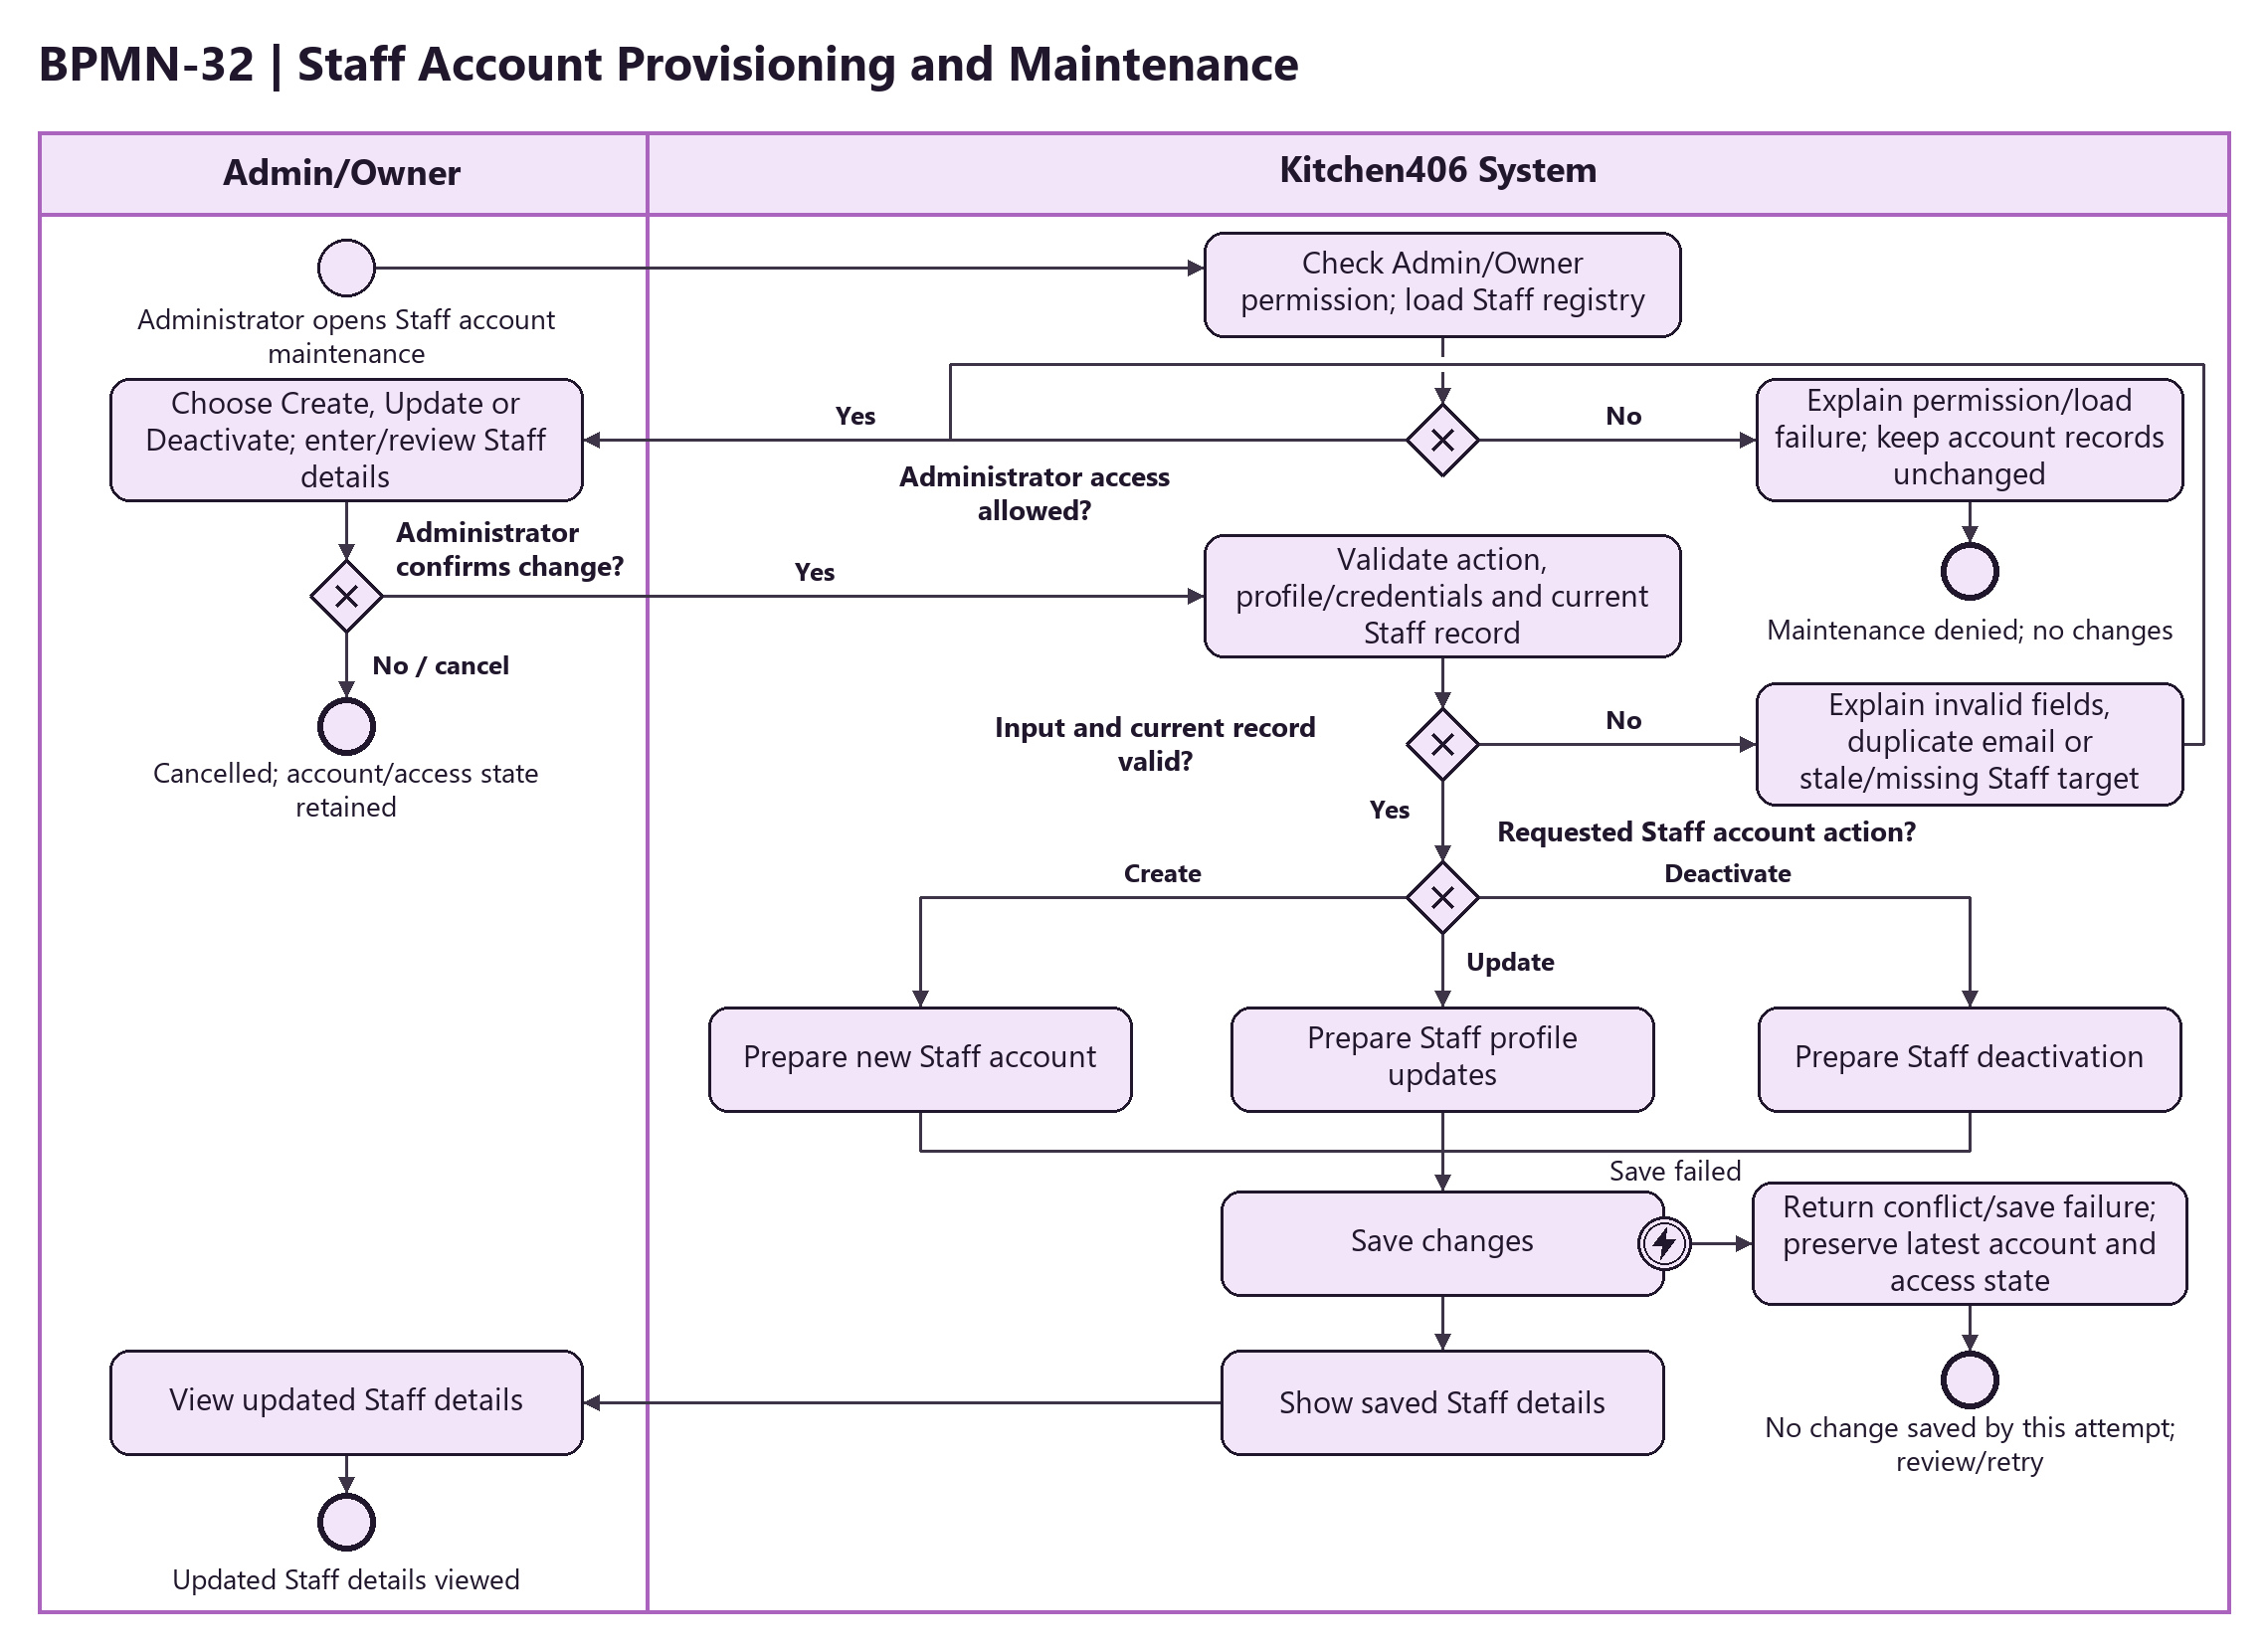 BPMN-32 | Staff Account Provisioning and Maintenance
Admin/Owner
Kitchen406 System
Administrator opens Staff account
maintenance
Check Admin/Owner
permission; load Staff registry
Choose Create, Update or
Deactivate; enter/review Staff
details
Yes
No
Administrator access
allowed?
Explain permission/load
failure; keep account records
unchanged
Maintenance denied; no changes
Administrator
confirms change?
Yes
No / cancel
Cancelled; account/access state
retained
Validate action,
profile/credentials and current
Staff record
Input and current record
valid?
No
Explain invalid fields,
duplicate email or
stale/missing Staff target
Yes
Requested Staff account action?
Create
Deactivate
Update
Prepare new Staff account
Prepare Staff profile
updates
Prepare Staff deactivation
Save failed
Save changes
Return conflict/save failure;
preserve latest account and
access state
View updated Staff details
Show saved Staff details
No change saved by this attempt;
review/retry
Updated Staff details viewed